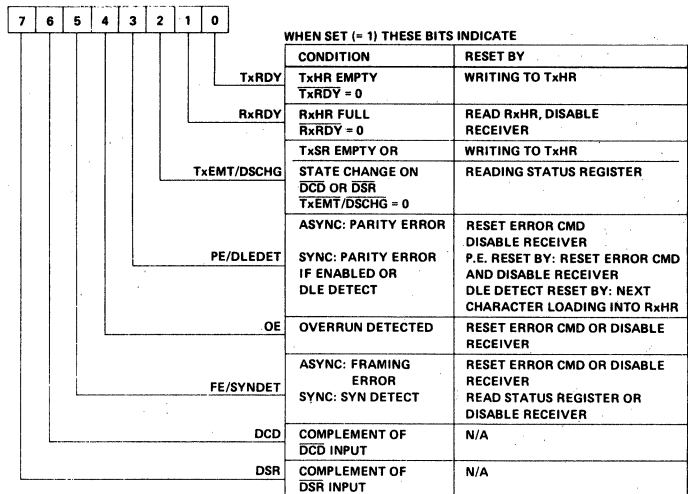 7 6 5 4 3 2 1 0
WHEN SET (= 1) THESE BITS INDICATE
CONDITION RESET BY
TxRDY TxHR EMPTY WRITING TO TxHR
TxRDY = 0
RxRDY RxHR FULL READ RxHR, DISABLE
RxRDY = 0 RECEIVER
TxSR EMPTY OR WRITING TO TxHR
TxEMT/DSCHG STATE CHANGE ON READING STATUS REGISTER
DCD OR DSR
TxEMT/DSCHG = 0
ASYNC: PARITY ERROR RESET ERROR CMD
DISABLE RECEIVER
PE/DLEDET SYNC: PARITY ERROR P.E. RESET BY: RESET ERROR CMD
IF ENABLED OR AND DISABLE RECEIVER
DLE DETECT DLE DETECT RESET BY: NEXT
CHARACTER LOADING INTO RxHR
OE OVERRUN DETECTED RESET ERROR CMD OR DISABLE
RECEIVER
ASYNC: FRAMING RESET ERROR CMD OR DISABLE
ERROR RECEIVER
FE/SYNDET SYNC: SYN DETECT READ STATUS REGISTER OR
DISABLE RECEIVER
DCD COMPLEMENT OF N/A
DCD INPUT
DSR COMPLEMENT OF N/A
DSR INPUT